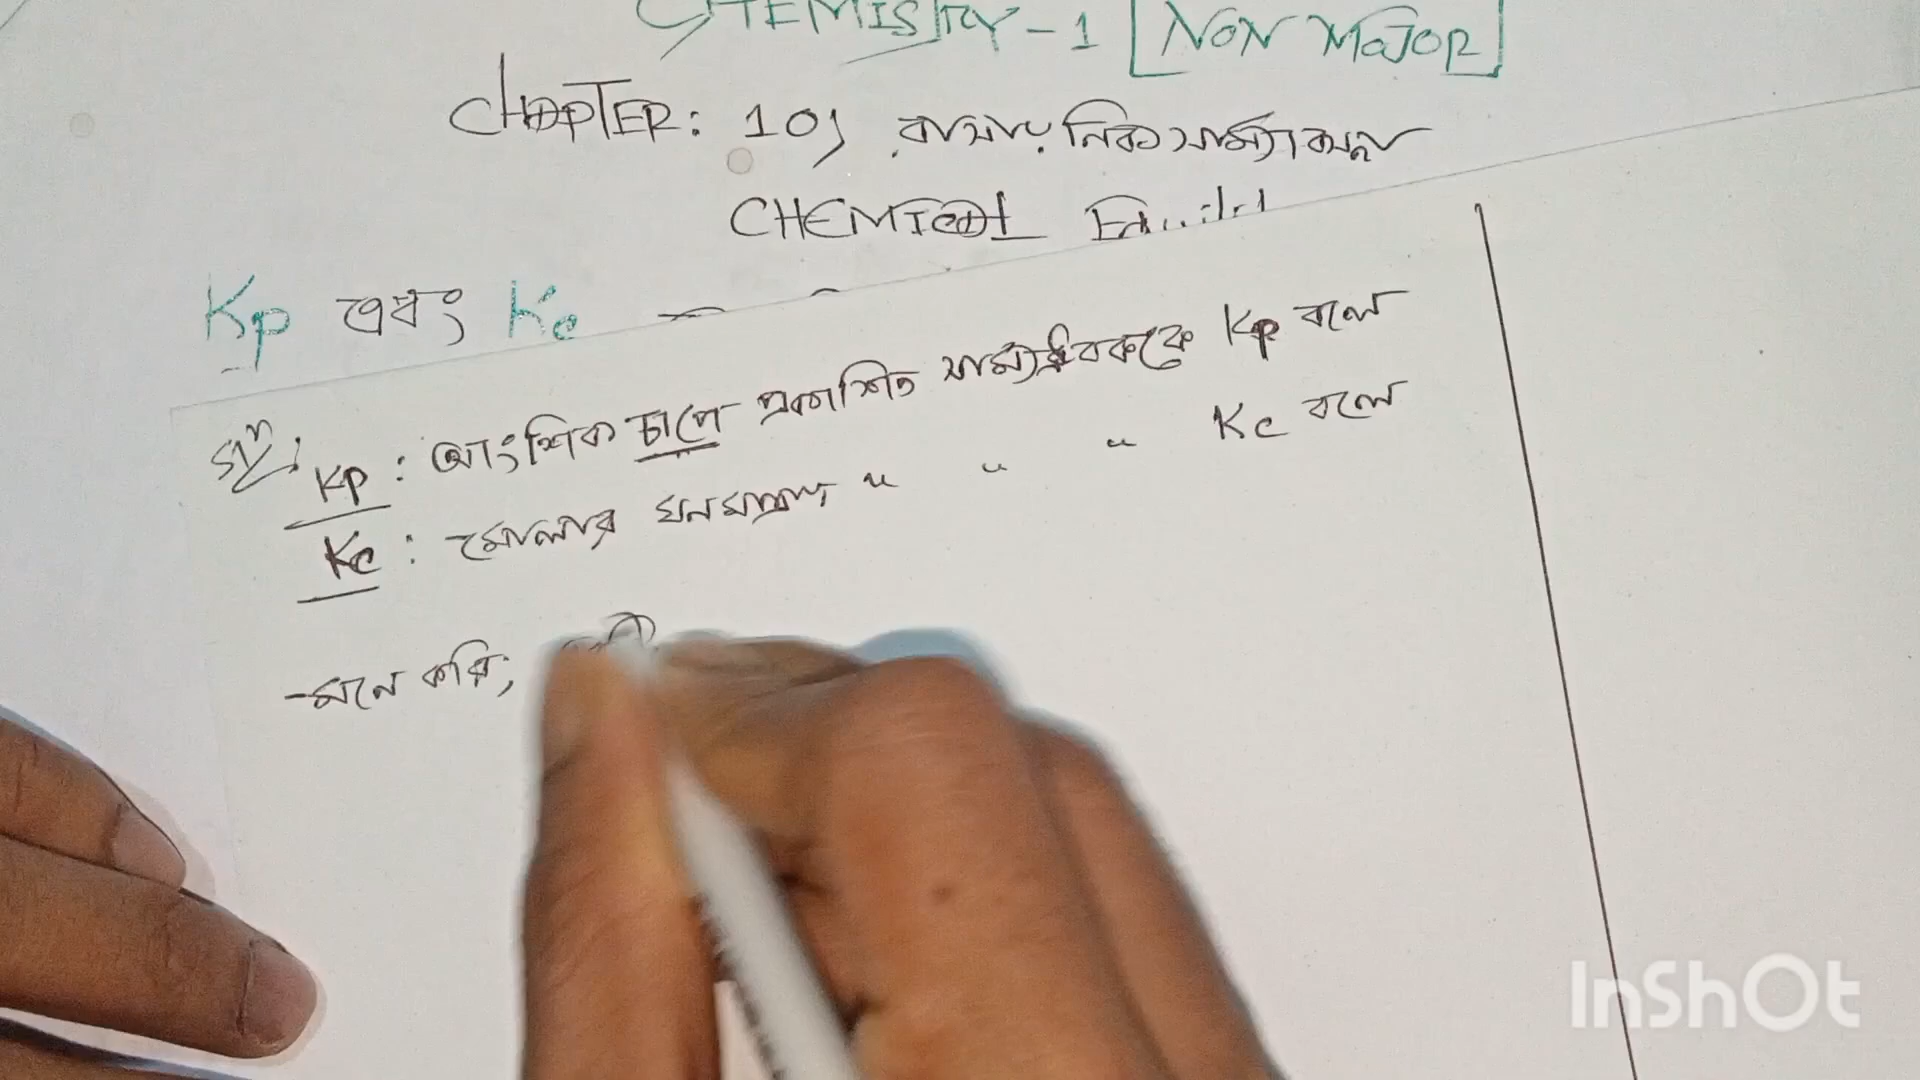 CHEMISTRY-1 [NON MAJOR]
CHAPTER: 10, রাসায়নিক সাম্যাবস্থা
CHEMICAL
Kp এবং Kc
Kp : আংশিক চাপে প্রকাশিত সাম্যধ্রুবককে Kp বলে
Kc : মোলার ঘনমাত্রায় " " " Kc বলে
মনে করি,
InShOt